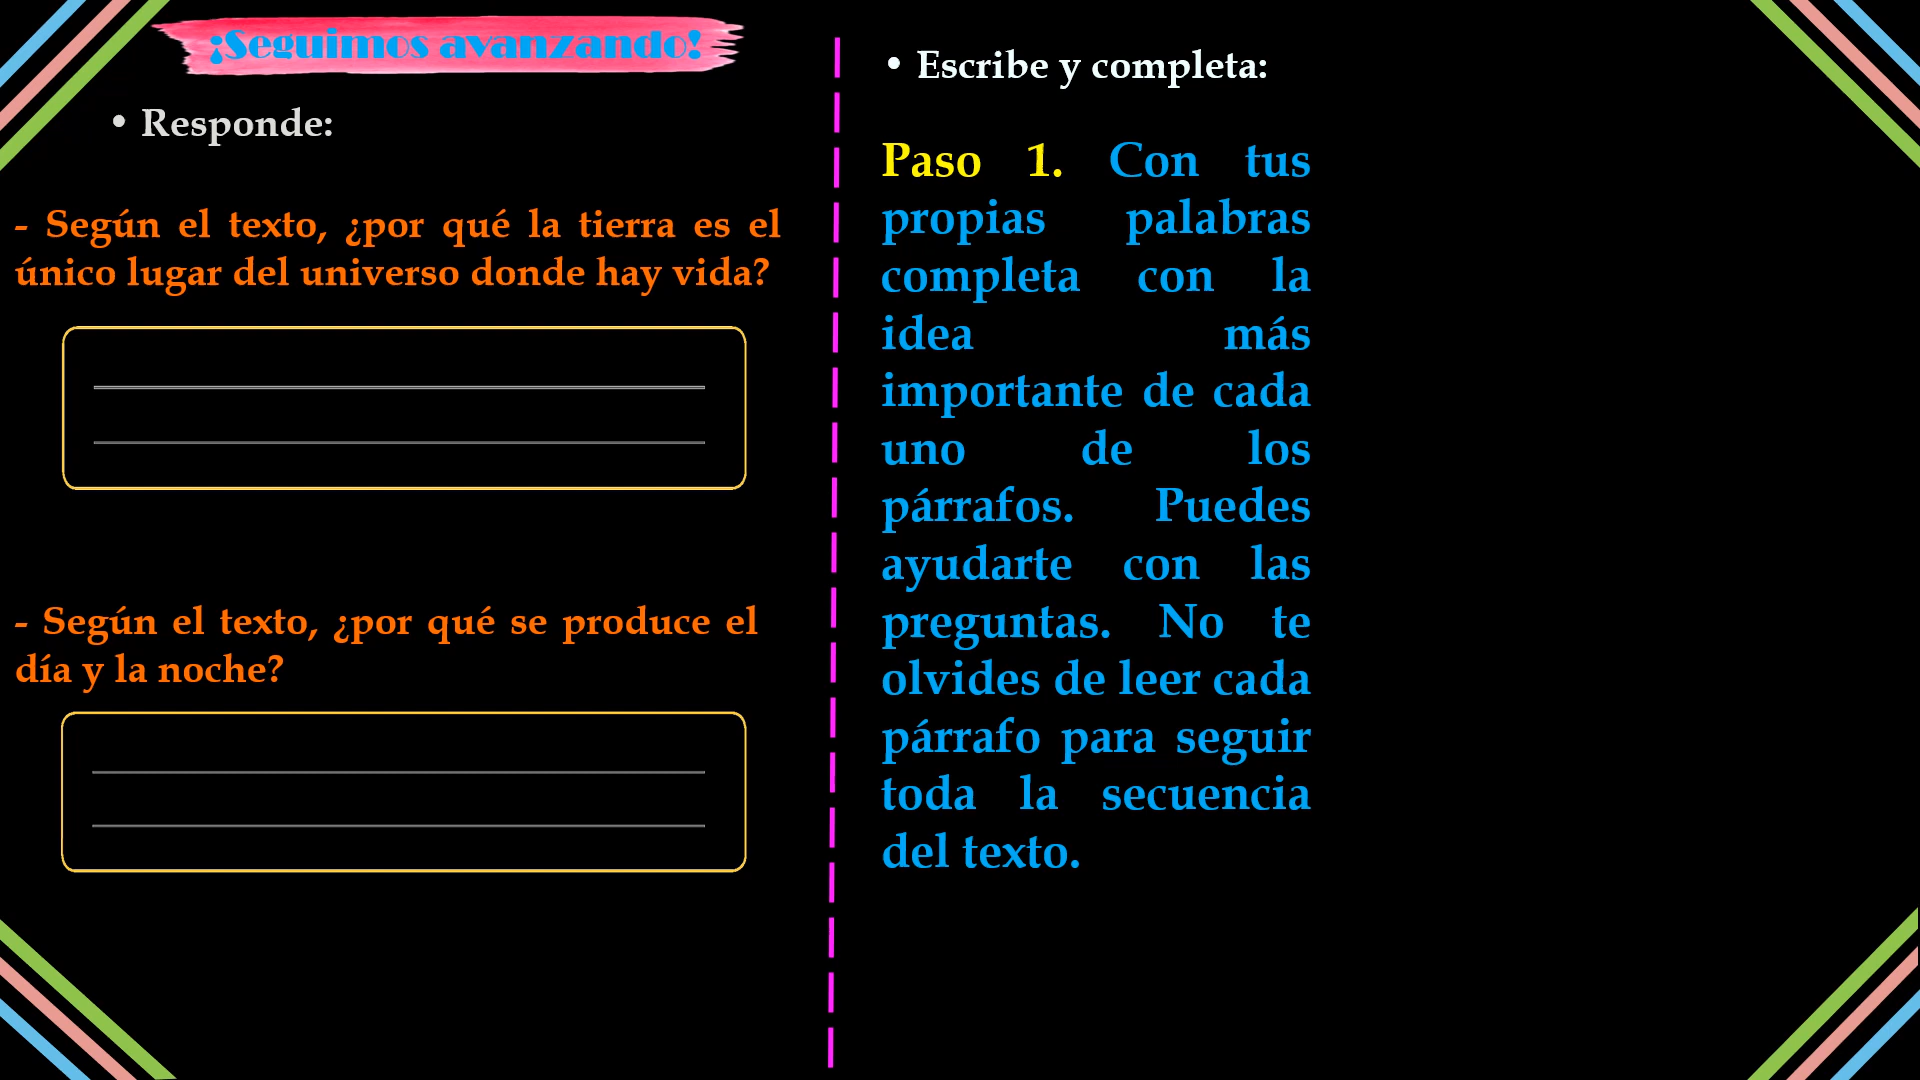 ¡Seguimos avanzando!
• Responde:
- Según el texto, ¿por qué la tierra es el
único lugar del universo donde hay vida?
- Según el texto, ¿por qué se produce el
día y la noche?
• Escribe y completa:
Paso 1. Con tus
propias palabras
completa con la
idea más
importante de cada
uno de los
párrafos. Puedes
ayudarte con las
preguntas. No te
olvides de leer cada
párrafo para seguir
toda la secuencia
del texto.